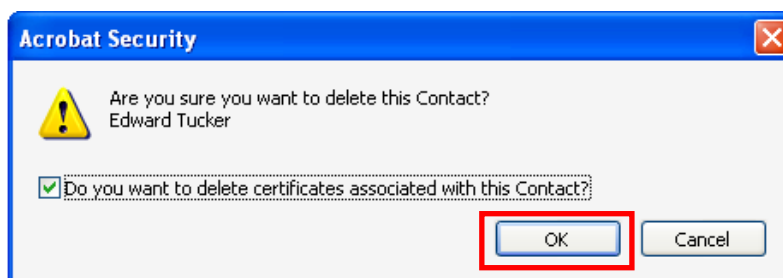 Acrobat Security
Are you sure you want to delete this Contact?
Edward Tucker
Do you want to delete certificates associated with this Contact?
OK
Cancel